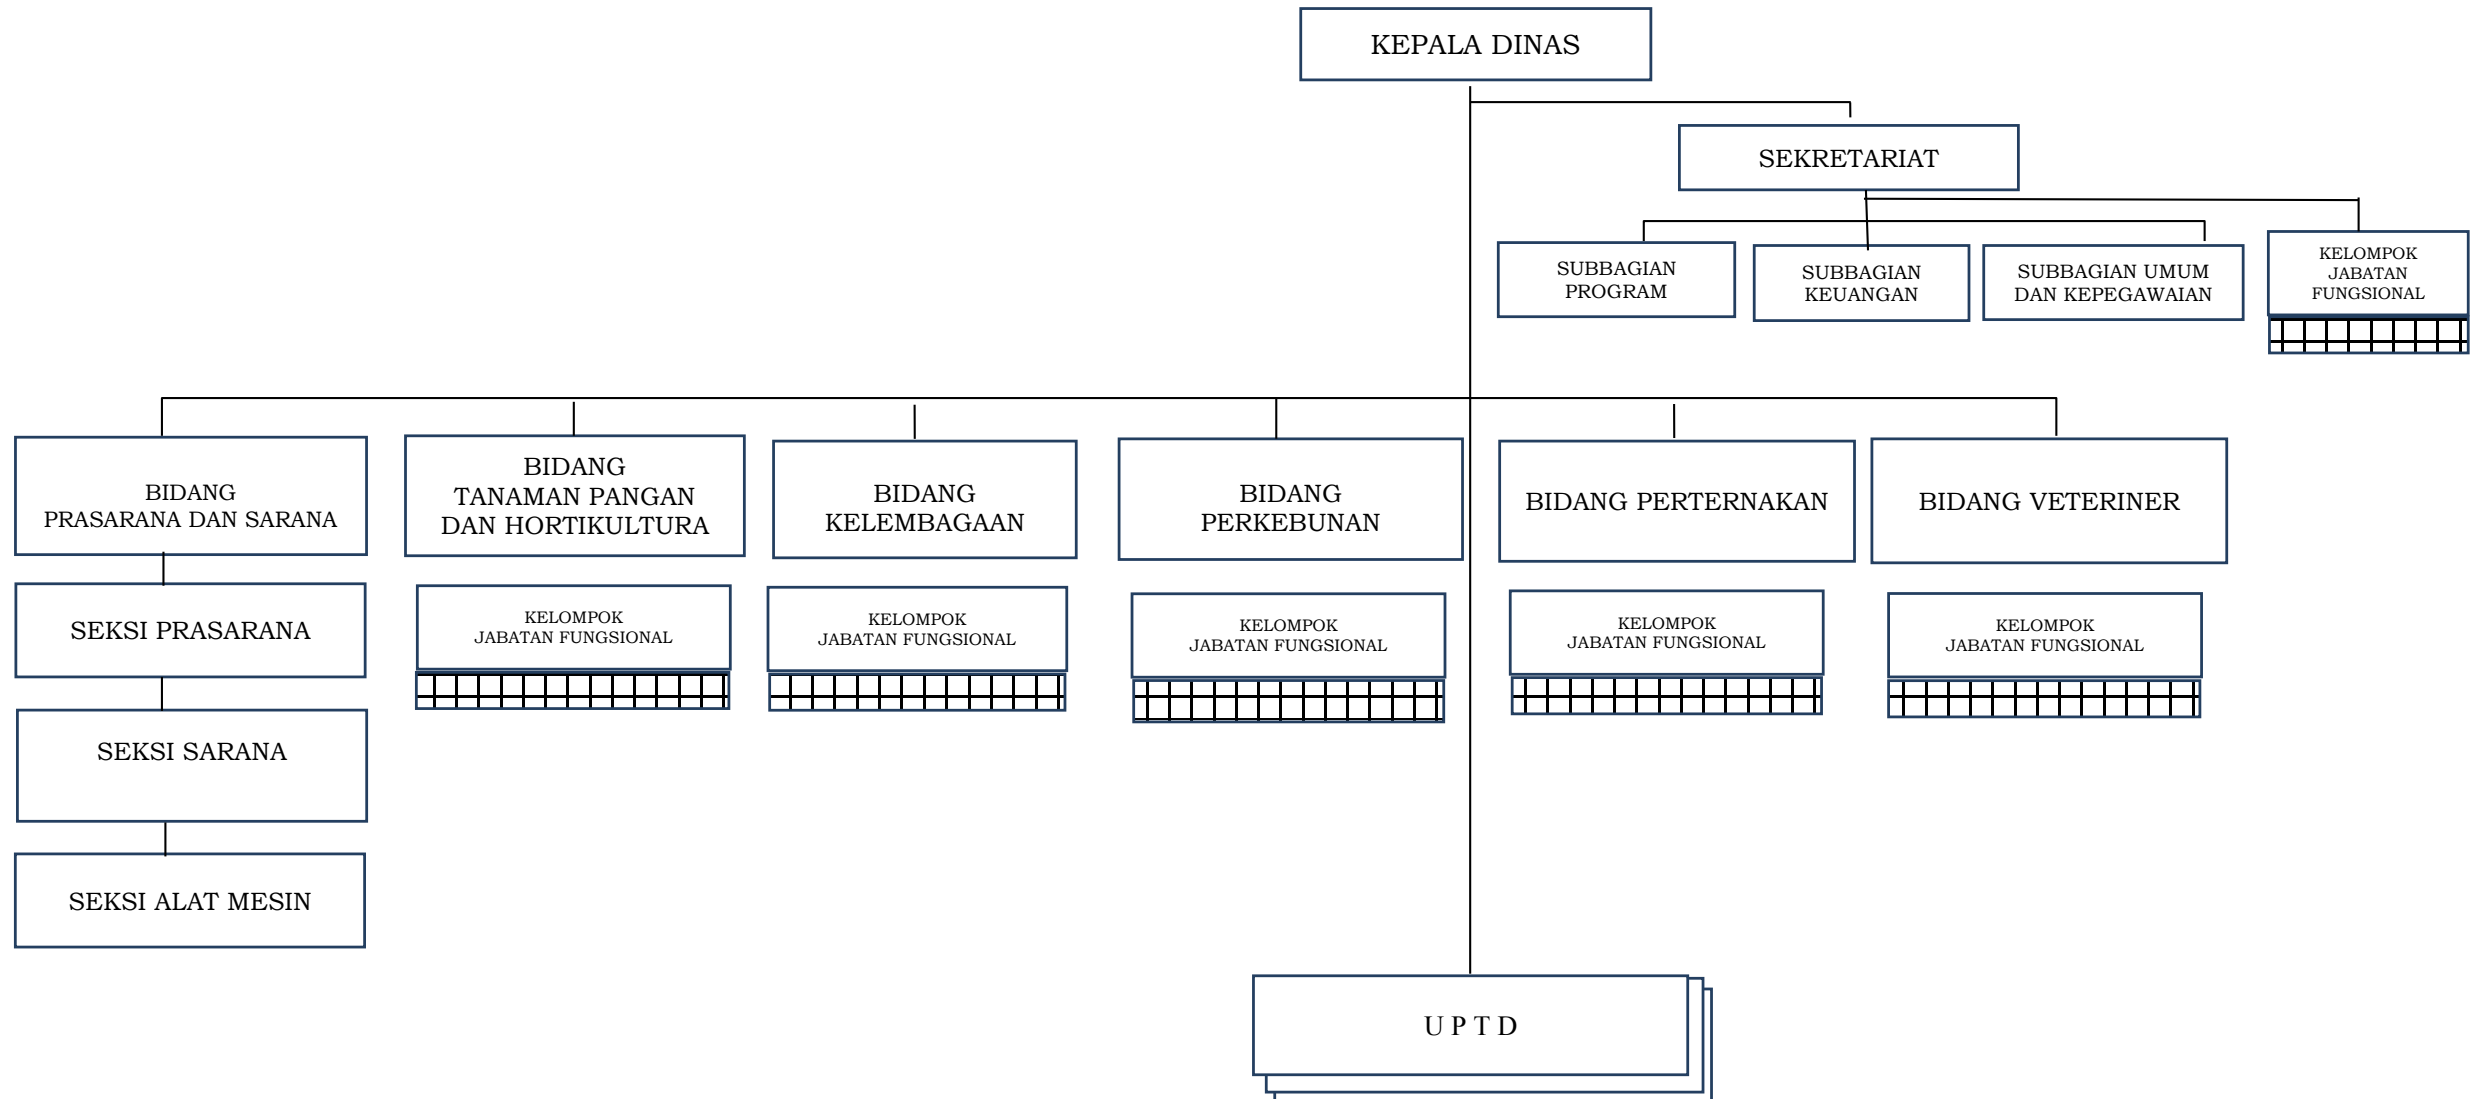 KEPALA DINAS
SEKRETARIAT
SUBBAGIAN
PROGRAM
SUBBAGIAN
KEUANGAN
SUBBAGIAN UMUM
DAN KEPEGAWAIAN
KELOMPOK
JABATAN
FUNGSIONAL
BIDANG
PRASARANA DAN SARANA
BIDANG
TANAMAN PANGAN
DAN HORTIKULTURA
BIDANG
KELEMBAGAAN
BIDANG
PERKEBUNAN
BIDANG PERTERNAKAN
BIDANG VETERINER
SEKSI PRASARANA
KELOMPOK
JABATAN FUNGSIONAL
KELOMPOK
JABATAN FUNGSIONAL
KELOMPOK
JABATAN FUNGSIONAL
KELOMPOK
JABATAN FUNGSIONAL
KELOMPOK
JABATAN FUNGSIONAL
SEKSI SARANA
SEKSI ALAT MESIN
U P T D